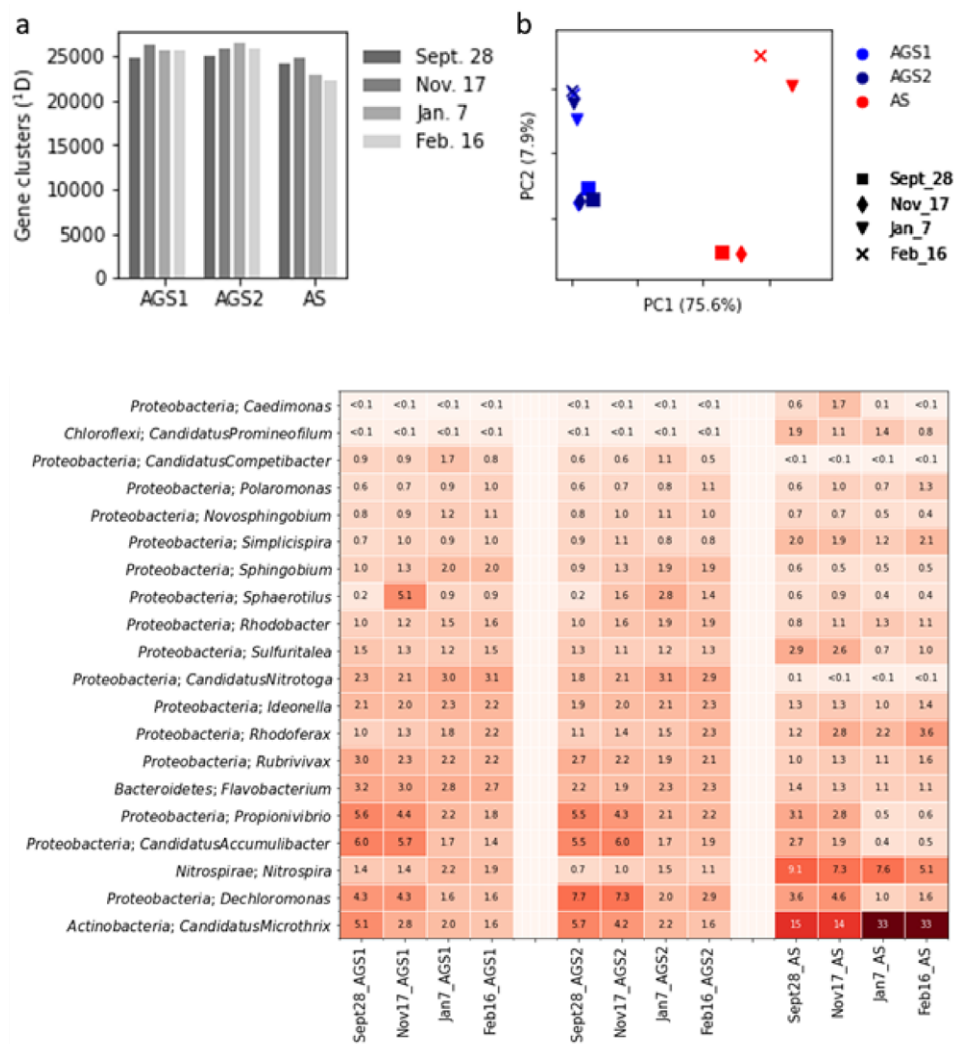 a
Gene clusters (¹D)
25000
20000
15000
10000
5000
0
AGS1 AGS2 AS
Sept. 28
Nov. 17
Jan. 7
Feb. 16
b
PC2 (7.9%)
PC1 (75.6%)
AGS1
AGS2
AS
Sept_28
Nov_17
Jan_7
Feb_16
Proteobacteria; Caedimonas <0.1 <0.1 <0.1 <0.1 <0.1 <0.1 <0.1 <0.1 0.6 1.7 0.1 <0.1
Chloroflexi; CandidatusPromineofilum <0.1 <0.1 <0.1 <0.1 <0.1 <0.1 <0.1 <0.1 1.9 1.1 1.4 0.8
Proteobacteria; CandidatusCompetibacter 0.9 0.9 1.7 0.8 0.6 0.6 1.1 0.5 <0.1 <0.1 <0.1 <0.1
Proteobacteria; Polaromonas 0.6 0.7 0.9 1.0 0.6 0.7 0.8 1.1 0.6 1.0 0.7 1.3
Proteobacteria; Novosphingobium 0.8 0.9 1.2 1.1 0.8 1.0 1.1 1.0 0.7 0.7 0.5 0.4
Proteobacteria; Simplicispira 0.7 1.0 0.9 1.0 0.9 1.1 0.8 0.8 2.0 1.9 1.2 2.1
Proteobacteria; Sphingobium 1.0 1.3 2.0 2.0 0.9 1.3 1.9 1.9 0.6 0.5 0.5 0.5
Proteobacteria; Sphaerotilus 0.2 5.1 0.9 0.9 0.2 1.6 2.8 1.4 0.6 0.9 0.4 0.4
Proteobacteria; Rhodobacter 1.0 1.2 1.5 1.6 1.0 1.6 1.9 1.9 0.8 1.1 1.3 1.1
Proteobacteria; Sulfuritalea 1.5 1.3 1.2 1.5 1.3 1.1 1.2 1.3 2.9 2.6 0.7 1.0
Proteobacteria; CandidatusNitrotoga 2.3 2.1 3.0 3.1 1.8 2.1 3.1 2.9 0.1 <0.1 <0.1 <0.1
Proteobacteria; Ideonella 2.1 2.0 2.3 2.2 1.9 2.0 2.1 2.3 1.3 1.3 1.0 1.4
Proteobacteria; Rhodoferax 1.0 1.3 1.8 2.2 1.1 1.4 1.5 2.3 1.2 2.8 2.2 3.6
Proteobacteria; Rubrivivax 3.0 2.3 2.2 2.2 2.7 2.2 1.9 2.1 1.0 1.3 1.1 1.6
Bacteroidetes; Flavobacterium 3.2 3.0 2.8 2.7 2.2 1.9 2.3 2.3 1.4 1.3 1.1 1.1
Proteobacteria; Propionivibrio 5.6 4.4 2.2 1.8 5.5 4.3 2.1 2.2 3.1 2.8 0.5 0.6
Proteobacteria; CandidatusAccumulibacter 6.0 5.7 1.7 1.4 5.5 6.0 1.7 1.9 2.7 1.9 0.4 0.5
Nitrospirae; Nitrospira 1.4 1.4 2.2 1.9 0.7 1.0 1.5 1.1 9.1 7.3 7.6 5.1
Proteobacteria; Dechloromonas 4.3 4.3 1.6 1.6 7.7 7.3 2.0 2.9 3.6 4.6 1.0 1.6
Actinobacteria; CandidatusMicrothrix 5.1 2.8 2.0 1.6 5.7 4.2 2.2 1.6 15 14 33 33
Sept28_AGS1 Nov17_AGS1 Jan7_AGS1 Feb16_AGS1 Sept28_AGS2 Nov17_AGS2 Jan7_AGS2 Feb16_AGS2 Sept28_AS Nov17_AS Jan7_AS Feb16_AS